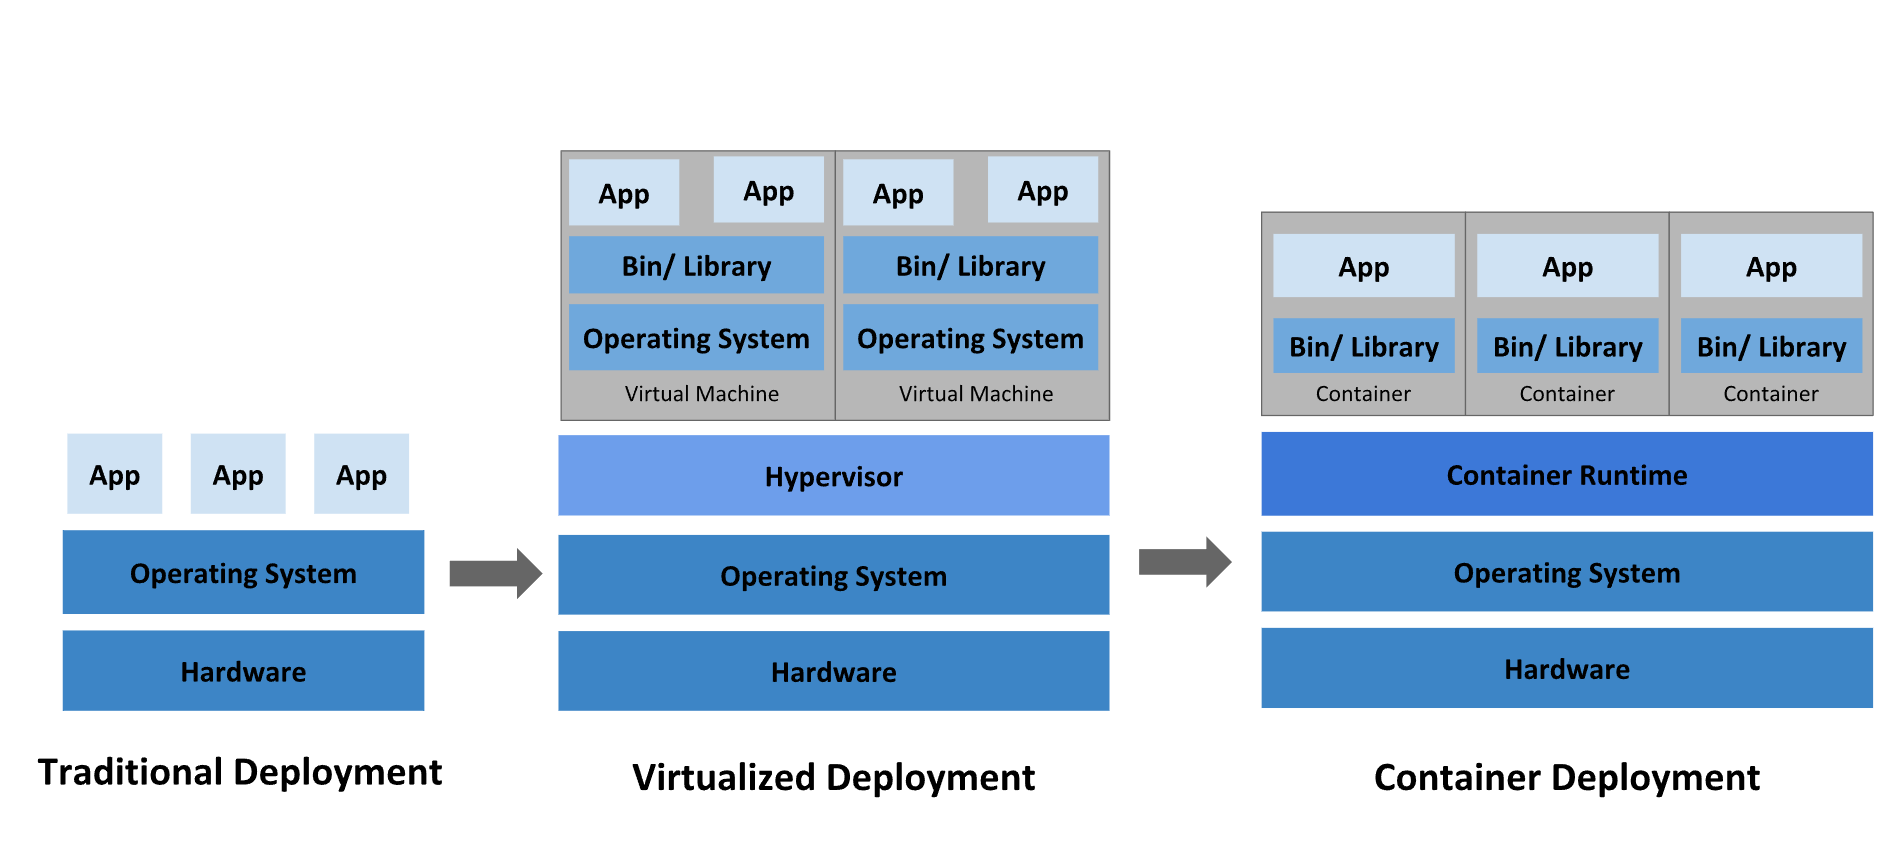 App
App
App
Operating System
Hardware
Traditional Deployment
App
App
Bin/ Library
Operating System
Virtual Machine
App
App
Bin/ Library
Operating System
Virtual Machine
Hypervisor
Operating System
Hardware
Virtualized Deployment
App
Bin/ Library
Container
App
Bin/ Library
Container
App
Bin/ Library
Container
Container Runtime
Operating System
Hardware
Container Deployment